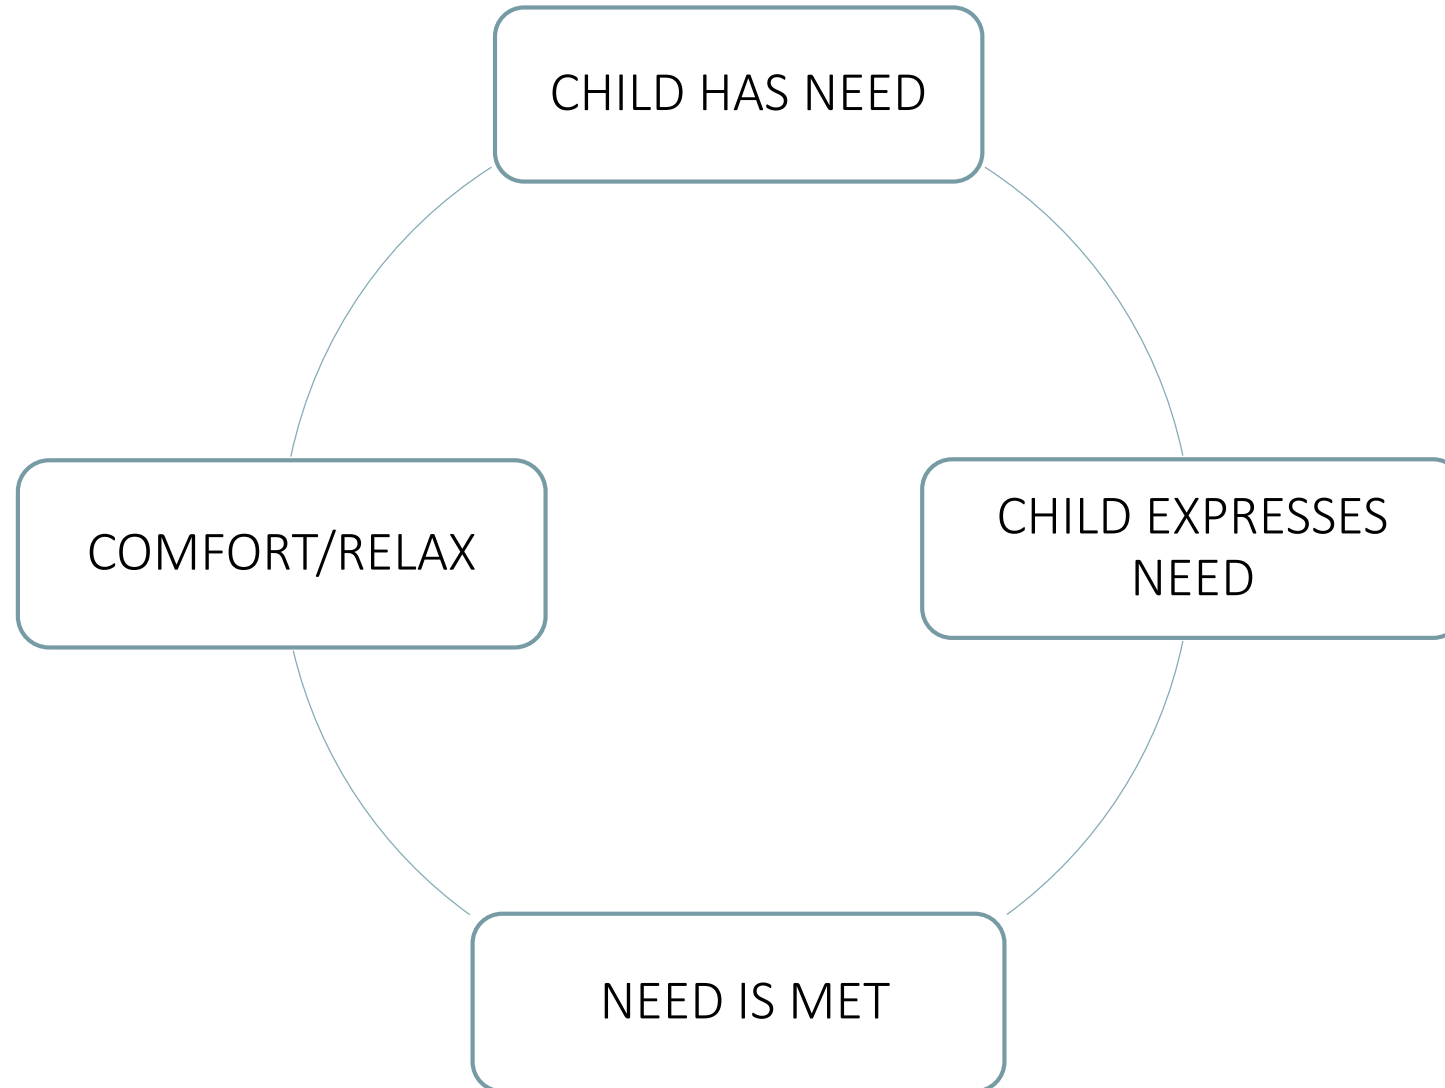 CHILD HAS NEED
CHILD EXPRESSES
NEED
COMFORT/RELAX
NEED IS MET